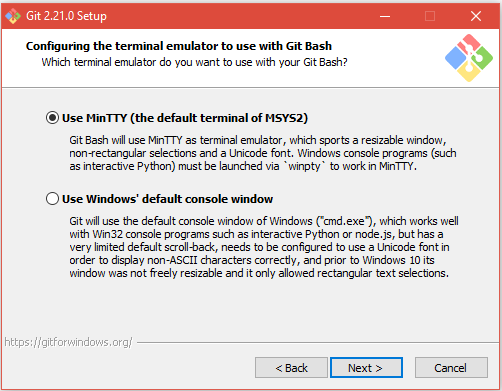 Git 2.21.0 Setup
Configuring the terminal emulator to use with Git Bash
Which terminal emulator do you want to use with your Git Bash?
Use MinTTY (the default terminal of MSYS2)
Git Bash will use MinTTY as terminal emulator, which sports a resizable window,
non-rectangular selections and a Unicode font. Windows console programs (such
as interactive Python) must be launched via `winpty` to work in MinTTY.
Use Windows' default console window
Git will use the default console window of Windows ("cmd.exe"), which works well
with Win32 console programs such as interactive Python or node.js, but has a
very limited default scroll-back, needs to be configured to use a Unicode font in
order to display non-ASCII characters correctly, and prior to Windows 10 its
window was not freely resizable and it only allowed rectangular text selections.
https://gitforwindows.org/
< Back
Next >
Cancel